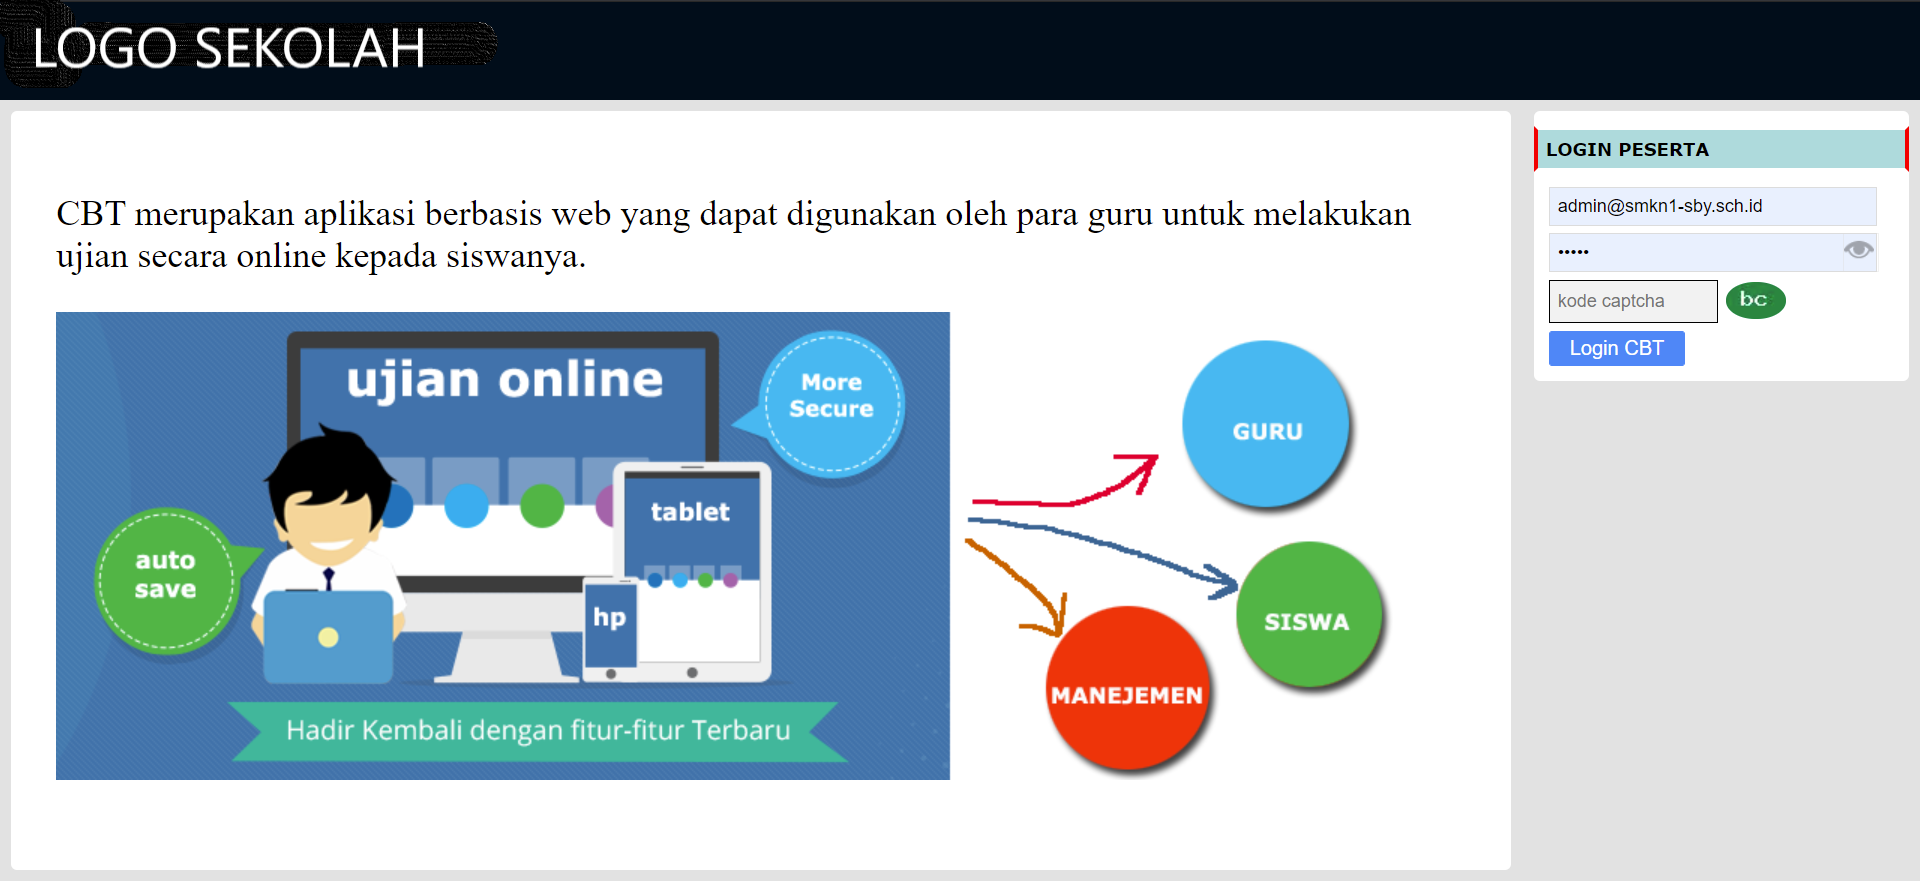 LOGO SEKOLAH
CBT merupakan aplikasi berbasis web yang dapat digunakan oleh para guru untuk melakukan
ujian secara online kepada siswanya.
ujian online
More
Secure
auto
save
tablet
hp
Hadir Kembali dengan fitur-fitur Terbaru
GURU
SISWA
MANEJEMEN
LOGIN PESERTA
admin@smkn1-sby.sch.id
•••••
kode captcha
bc
Login CBT